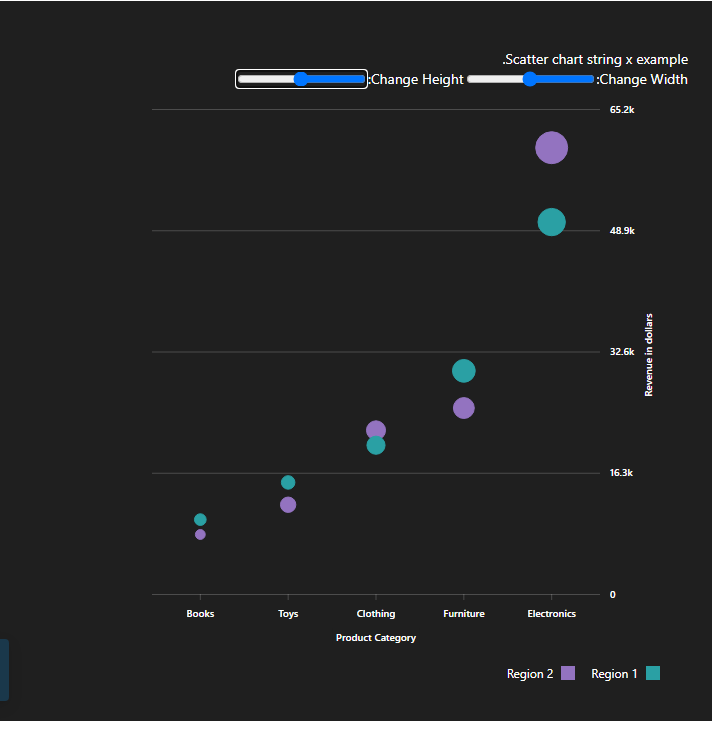 .Scatter chart string x example
:Change Height :Change Width
65.2k
48.9k
32.6k
16.3k
0
Revenue in dollars
Books Toys Clothing Furniture Electronics
Product Category
Region 2 Region 1